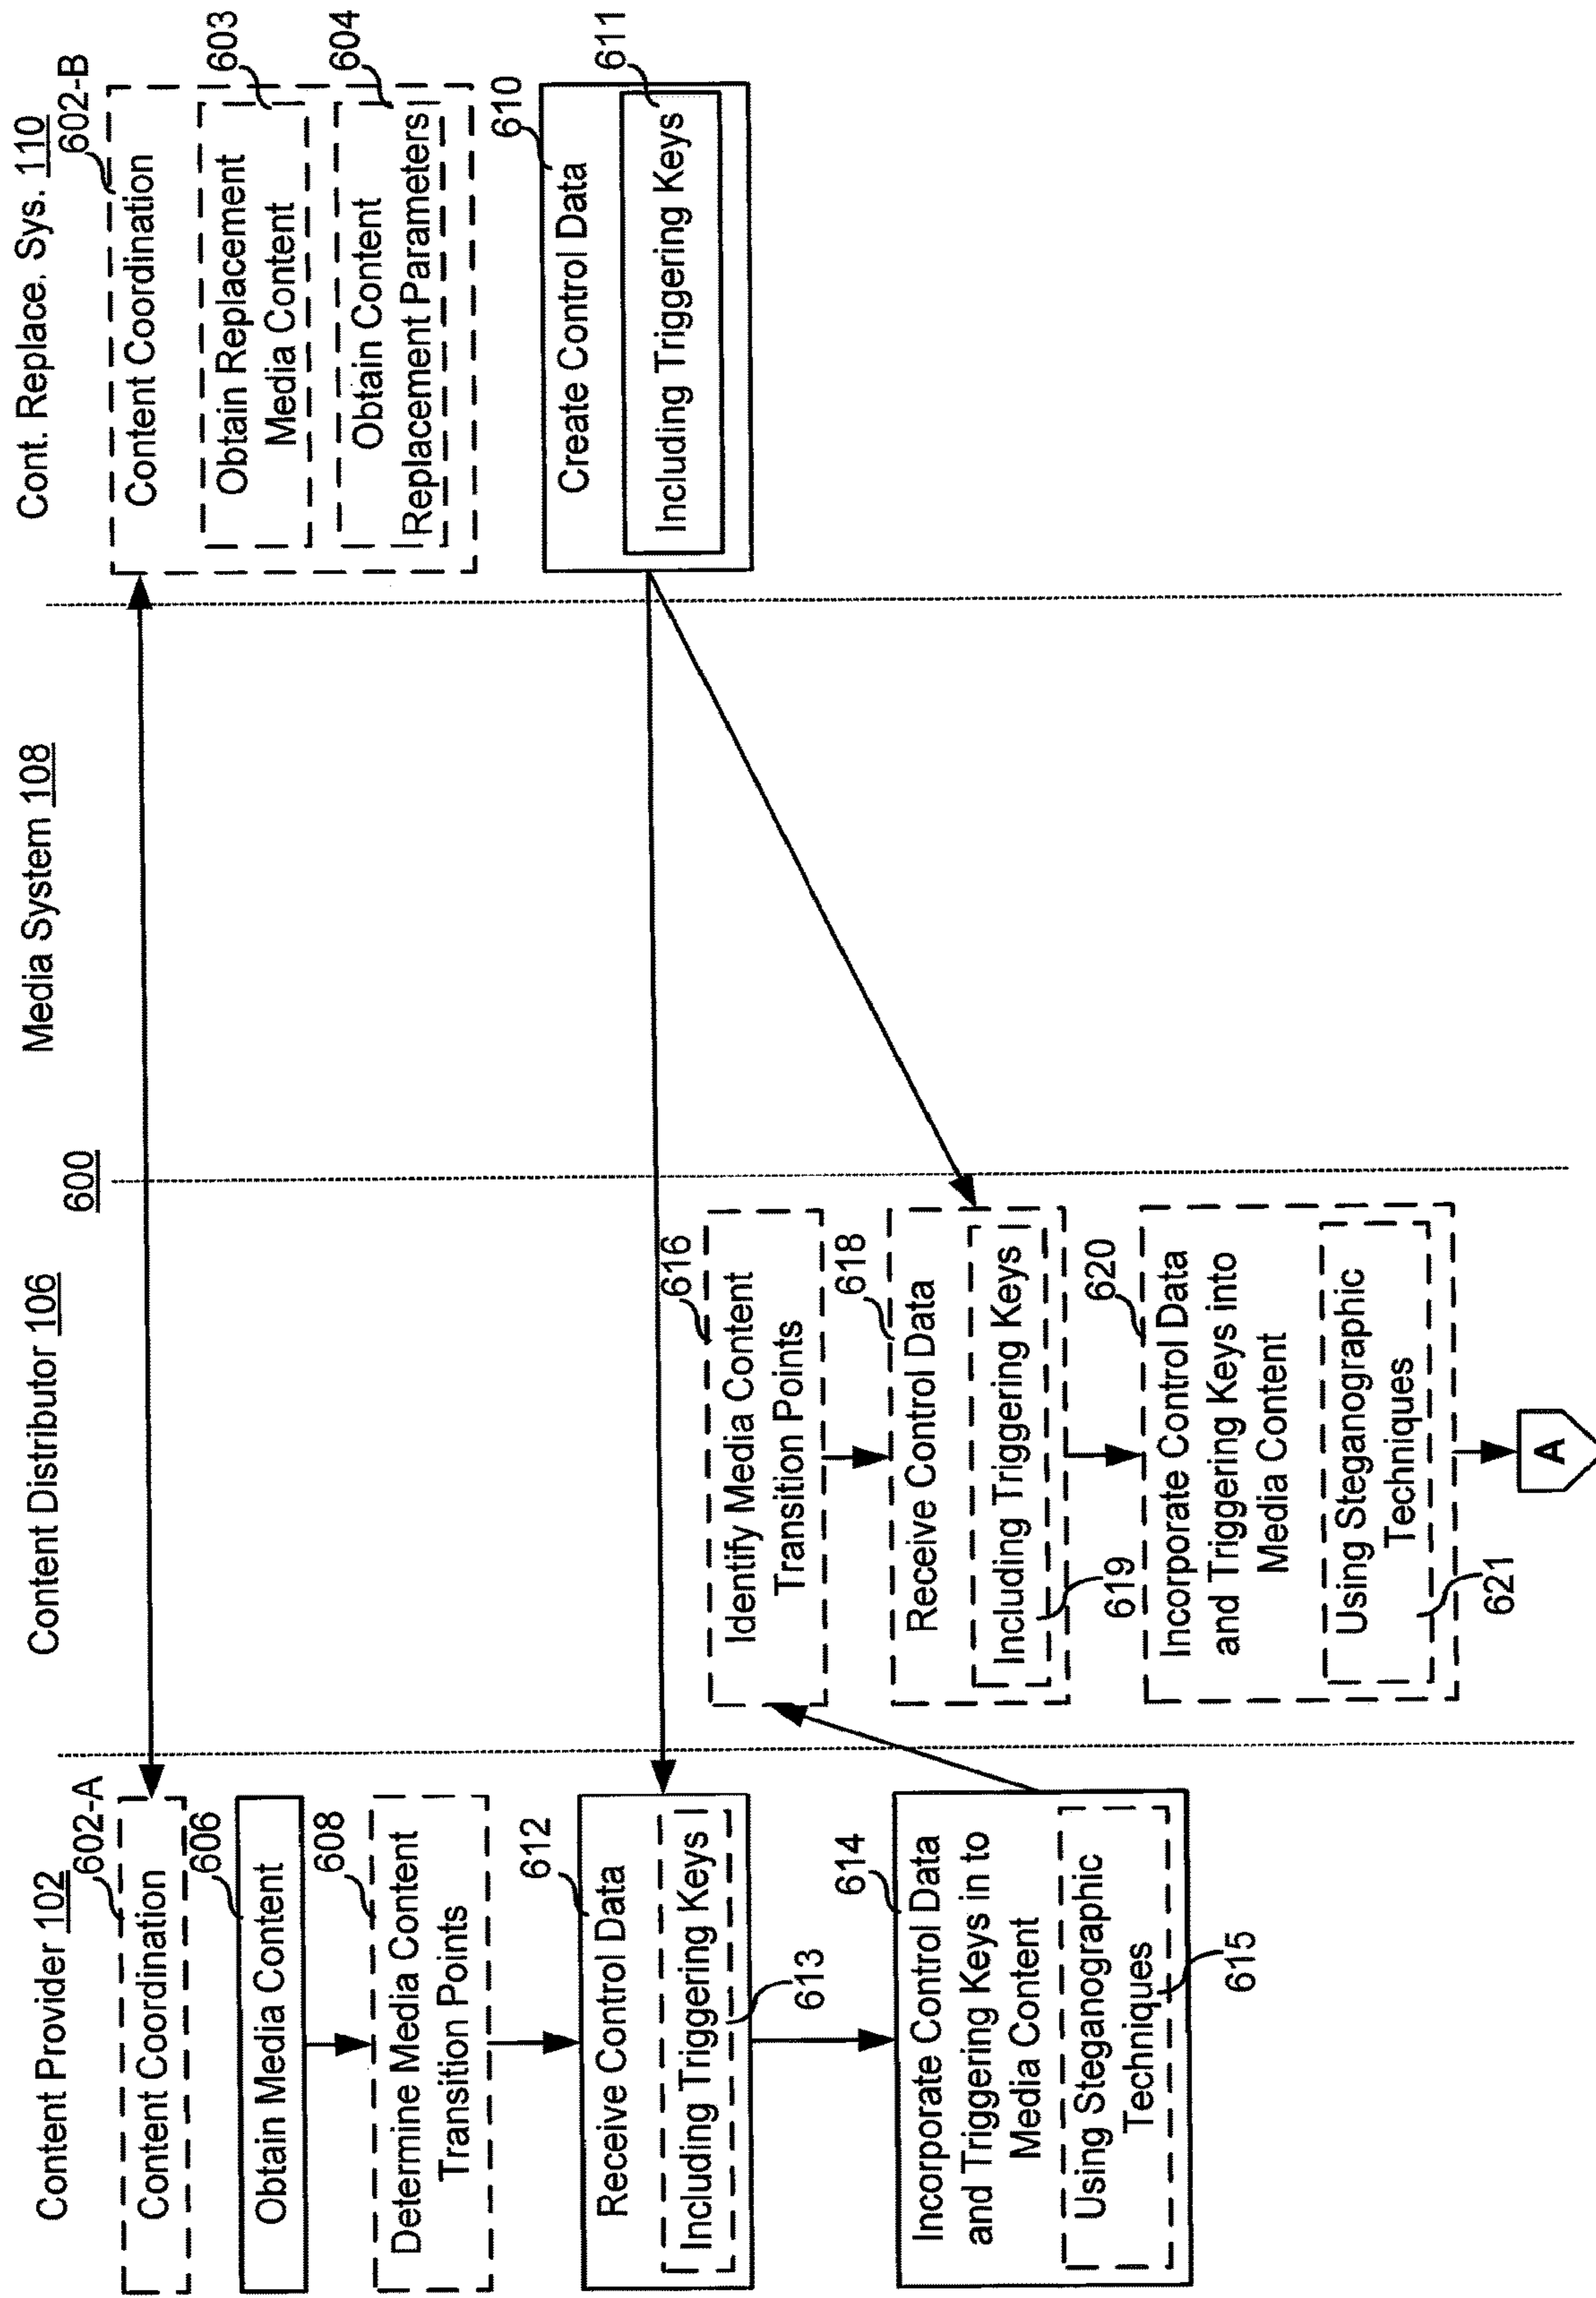 600
Content Provider 102
Content Distributor 106
Media System 108
Cont. Replace. Sys. 110
602-A
Content Coordination
606
Obtain Media Content
608
Determine Media Content
Transition Points
612
Receive Control Data
Including Triggering Keys
613
614
Incorporate Control Data
and Triggering Keys in to
Media Content
Using Steganographic
Techniques
615
616
Identify Media Content
Transition Points
618
Receive Control Data
Including Triggering Keys
619
620
Incorporate Control Data
and Triggering Keys into
Media Content
Using Steganographic
Techniques
621
A
602-B
Content Coordination
603
Obtain Replacement
Media Content
604
Obtain Content
Replacement Parameters
610
Create Control Data
611
Including Triggering Keys